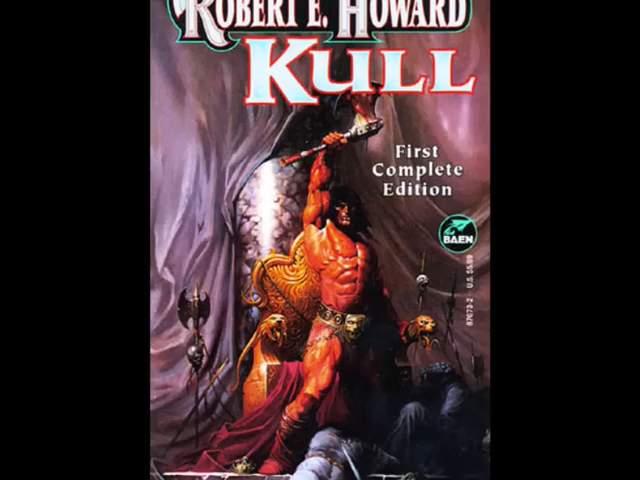 ROBERT E. HOWARD
KULL
First
Complete
Edition
BAEN
87673-2 · U.S. $5.99